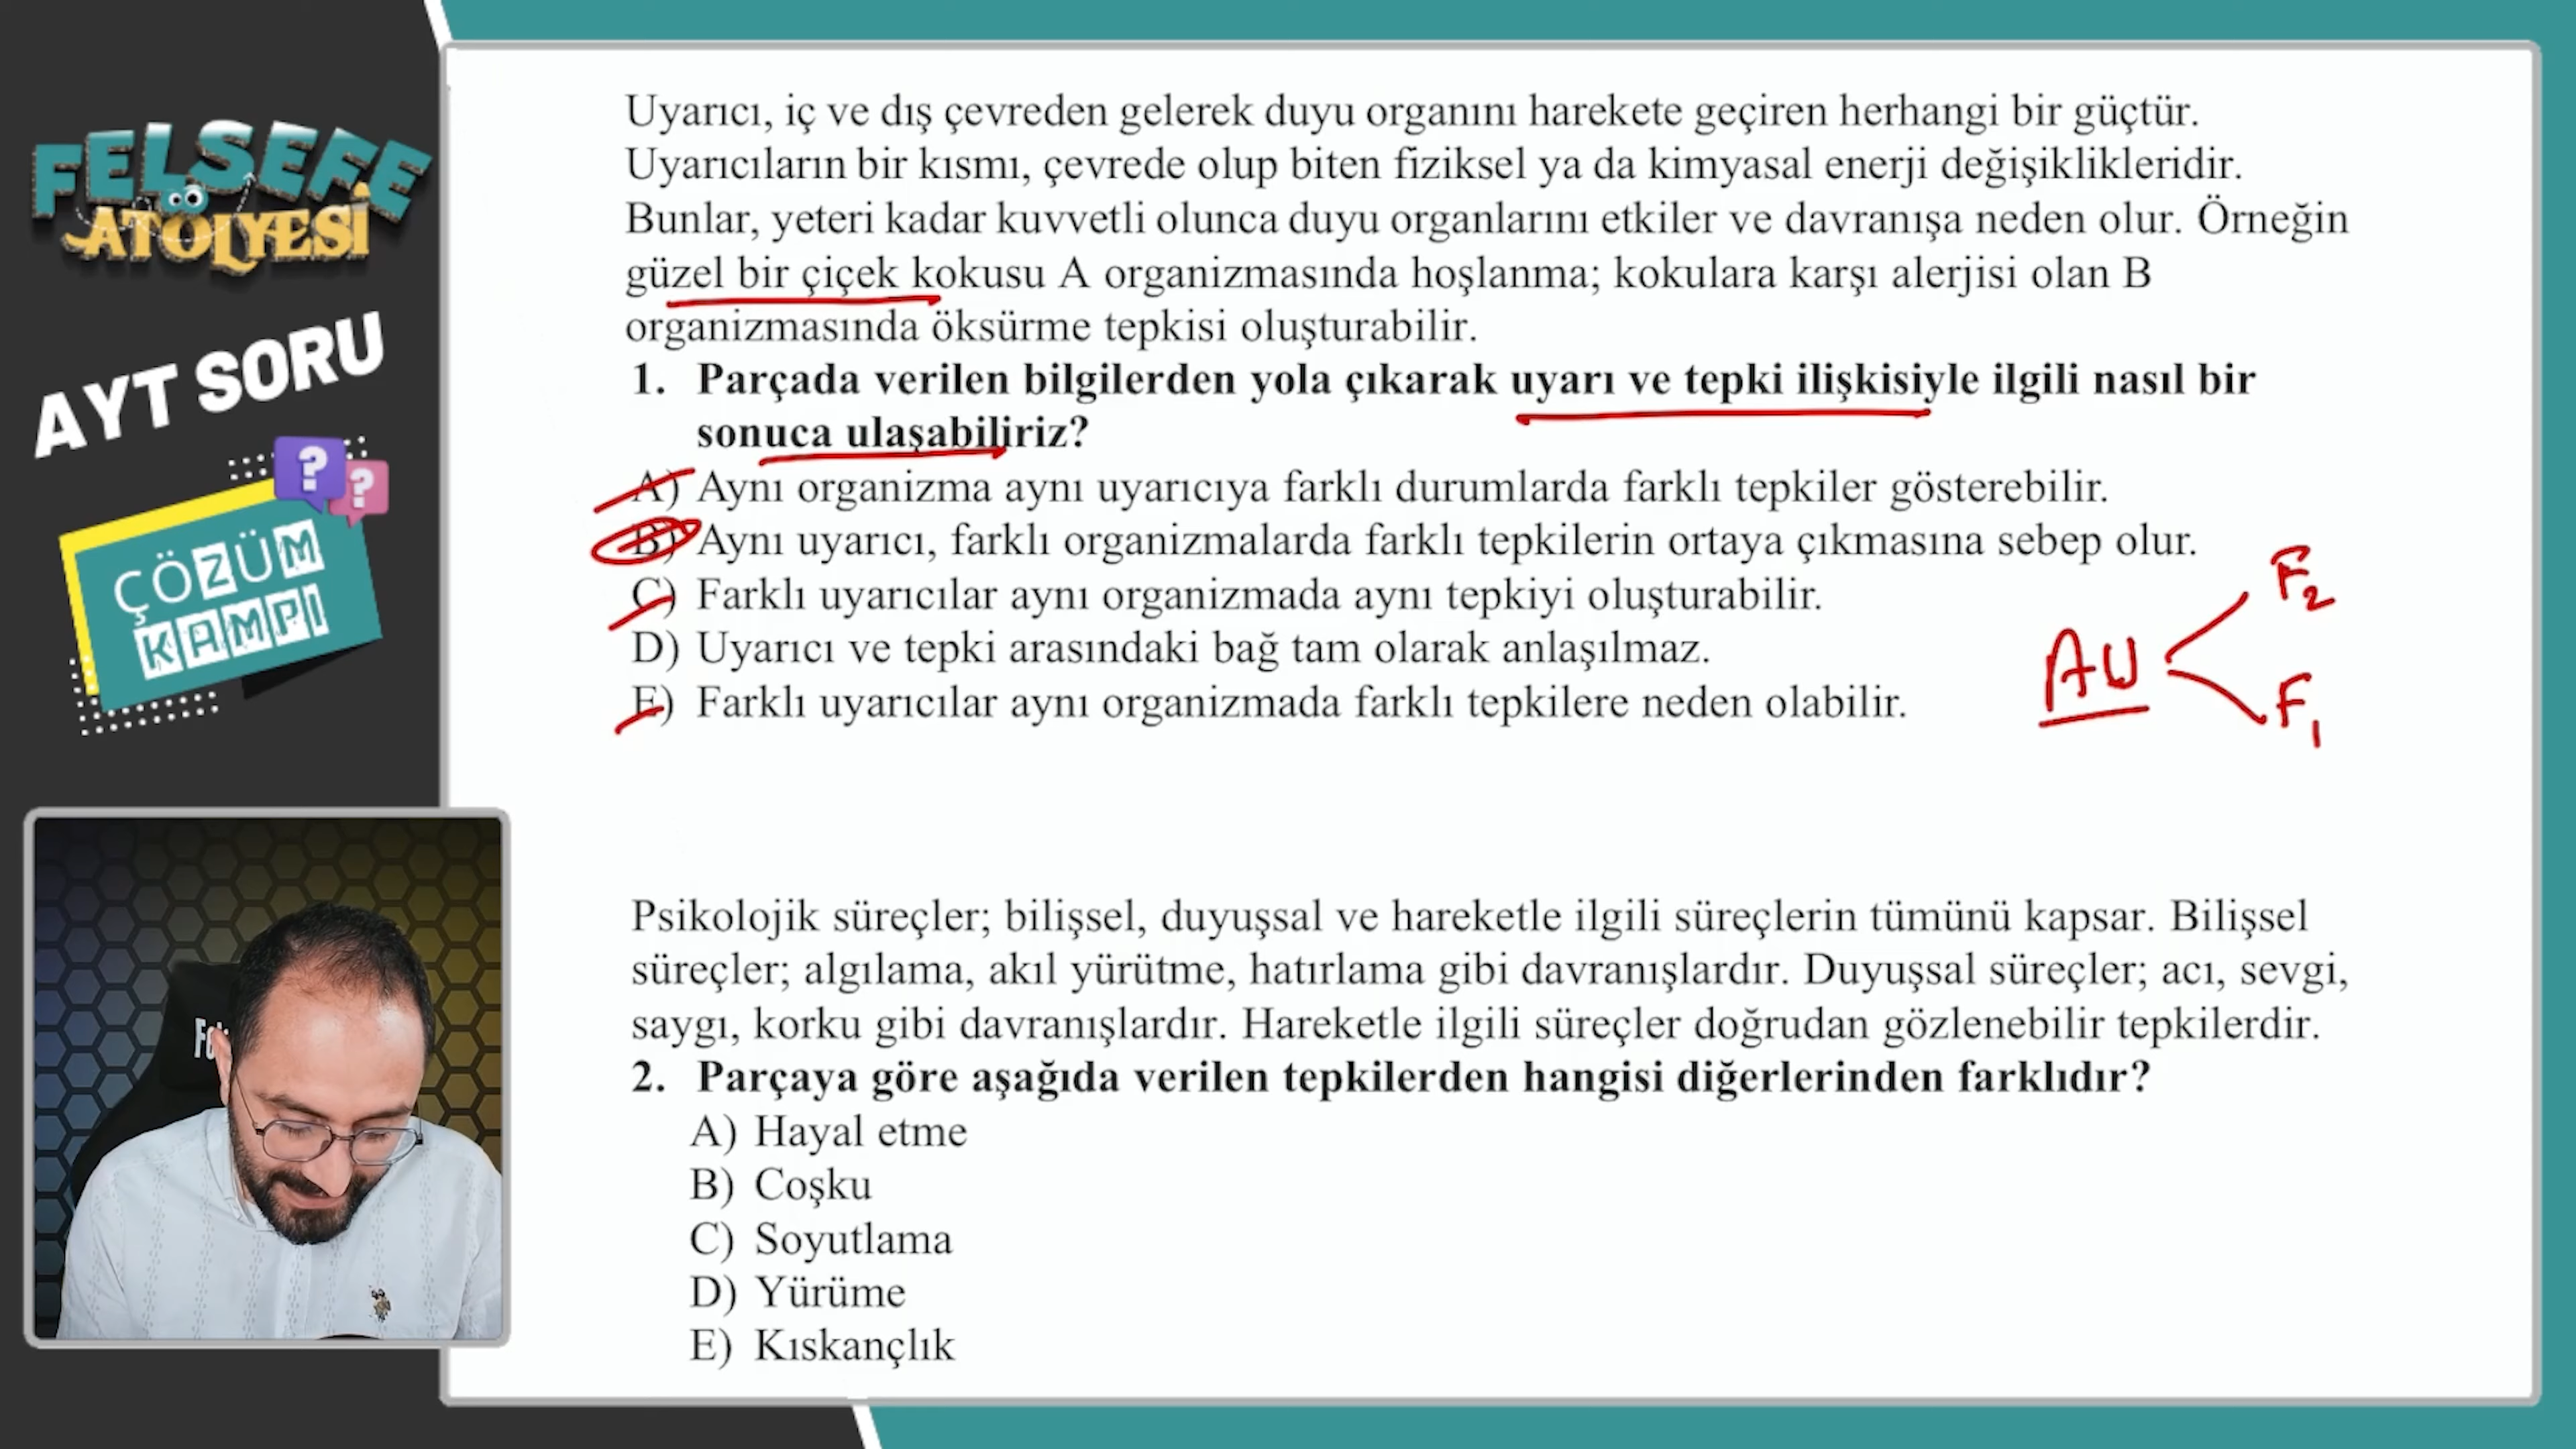 FELSEFE
ATÖLYESİ
AYT SORU
? ?
ÇÖZÜM
KAMPI
Uyarıcı, iç ve dış çevreden gelerek duyu organını harekete geçiren herhangi bir güçtür.
Uyarıcıların bir kısmı, çevrede olup biten fiziksel ya da kimyasal enerji değişiklikleridir.
Bunlar, yeteri kadar kuvvetli olunca duyu organlarını etkiler ve davranışa neden olur. Örneğin
güzel bir çiçek kokusu A organizmasında hoşlanma; kokulara karşı alerjisi olan B
organizmasında öksürme tepkisi oluşturabilir.
1. Parçada verilen bilgilerden yola çıkarak uyarı ve tepki ilişkisiyle ilgili nasıl bir
sonuca ulaşabiliriz?
A) Aynı organizma aynı uyarıcıya farklı durumlarda farklı tepkiler gösterebilir.
B) Aynı uyarıcı, farklı organizmalarda farklı tepkilerin ortaya çıkmasına sebep olur.
C) Farklı uyarıcılar aynı organizmada aynı tepkiyi oluşturabilir.
D) Uyarıcı ve tepki arasındaki bağ tam olarak anlaşılmaz.
E) Farklı uyarıcılar aynı organizmada farklı tepkilere neden olabilir.
F2
AU
F1
Psikolojik süreçler; bilişsel, duyuşsal ve hareketle ilgili süreçlerin tümünü kapsar. Bilişsel
süreçler; algılama, akıl yürütme, hatırlama gibi davranışlardır. Duyuşsal süreçler; acı, sevgi,
saygı, korku gibi davranışlardır. Hareketle ilgili süreçler doğrudan gözlenebilir tepkilerdir.
2. Parçaya göre aşağıda verilen tepkilerden hangisi diğerlerinden farklıdır?
A) Hayal etme
B) Coşku
C) Soyutlama
D) Yürüme
E) Kıskançlık